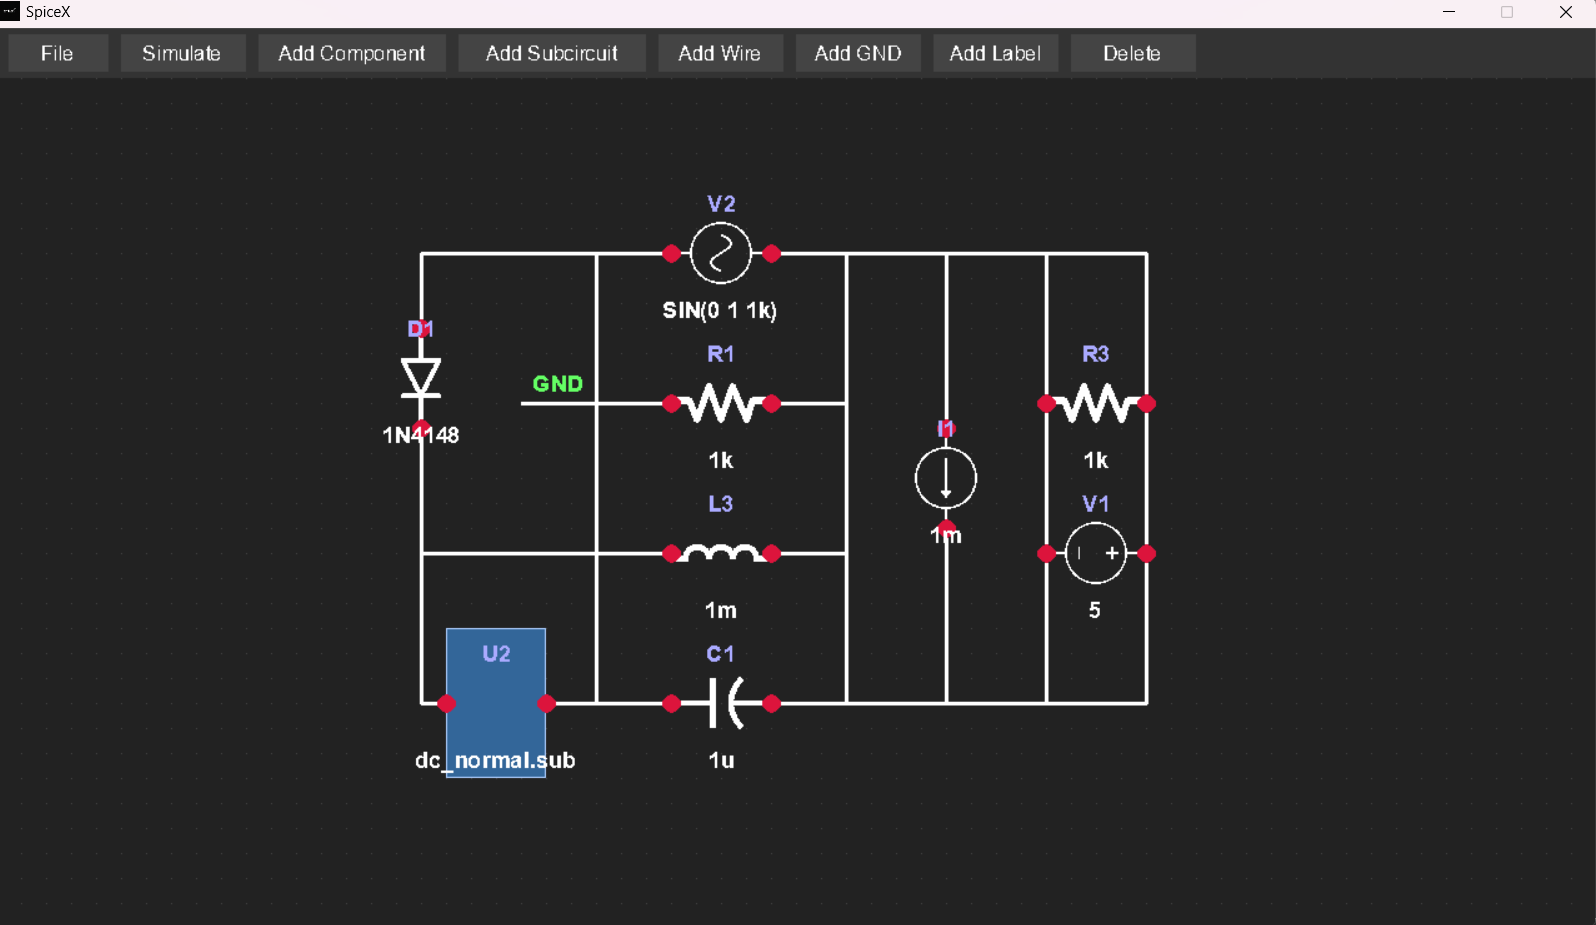 SpiceX
File
Simulate
Add Component
Add Subcircuit
Add Wire
Add GND
Add Label
Delete
V2
SIN(0 1 1k)
D1
1N4148
GND
R1
1k
R3
1k
I1
1m
L3
1m
V1
5
U2
dc_normal.sub
C1
1u